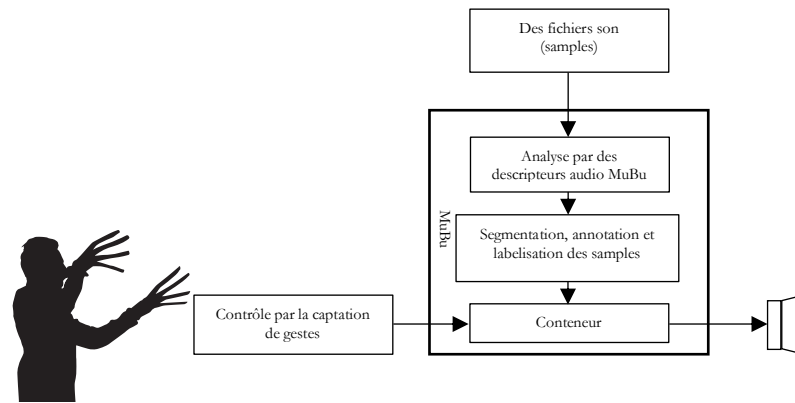 Des fichiers son
(samples)
Analyse par des
descripteurs audio MuBu
MuBu
Segmentation, annotation et
labelisation des samples
Contrôle par la captation
de gestes
Conteneur